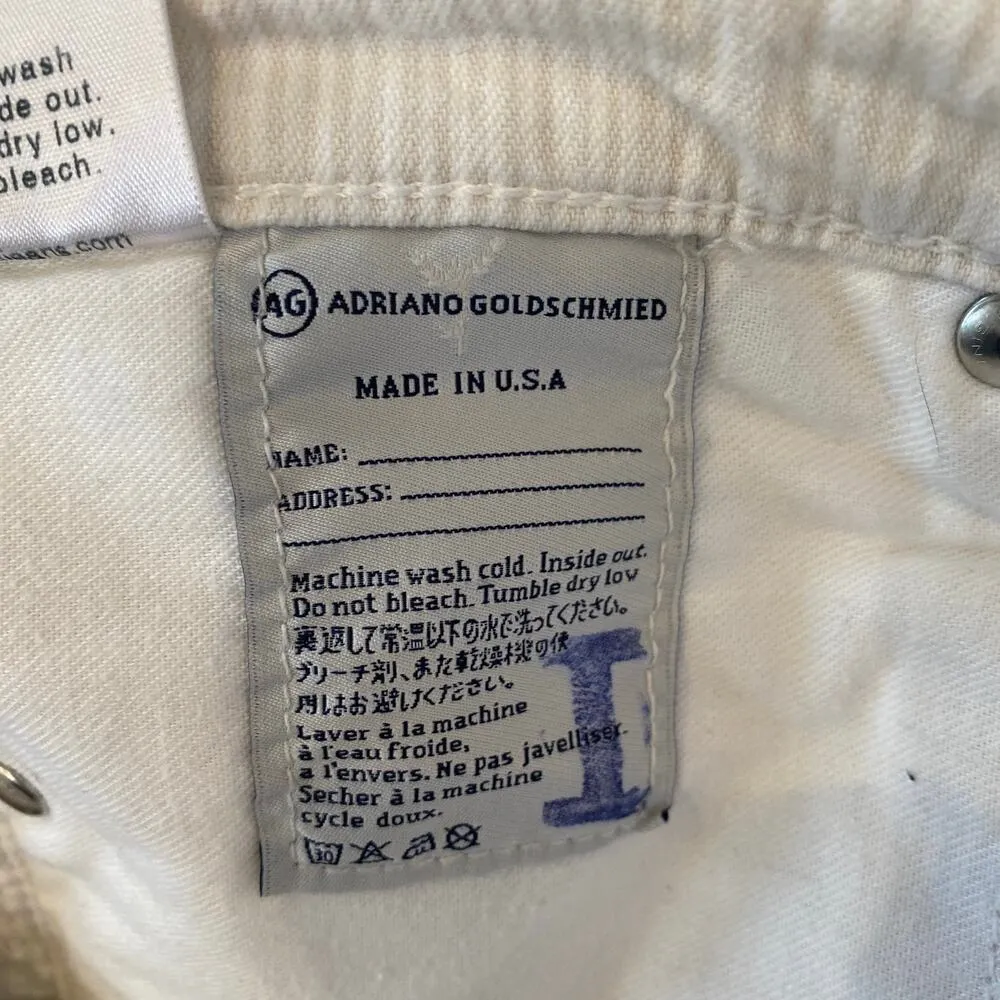 wash
de out.
dry low.
bleach.
jeans.com
AG ADRIANO GOLDSCHMIED
MADE IN U.S.A
NAME:
ADDRESS:
Machine wash cold. Inside out.
Do not bleach. Tumble dry low
裏返して常温以下の水で洗ってください。
ブリーチ剤、また乾燥機の使
用はお避けください。
Laver à la machine
à l'eau froide,
a l'envers. Ne pas javelliser.
Secher à la machine
cycle doux.
30
I